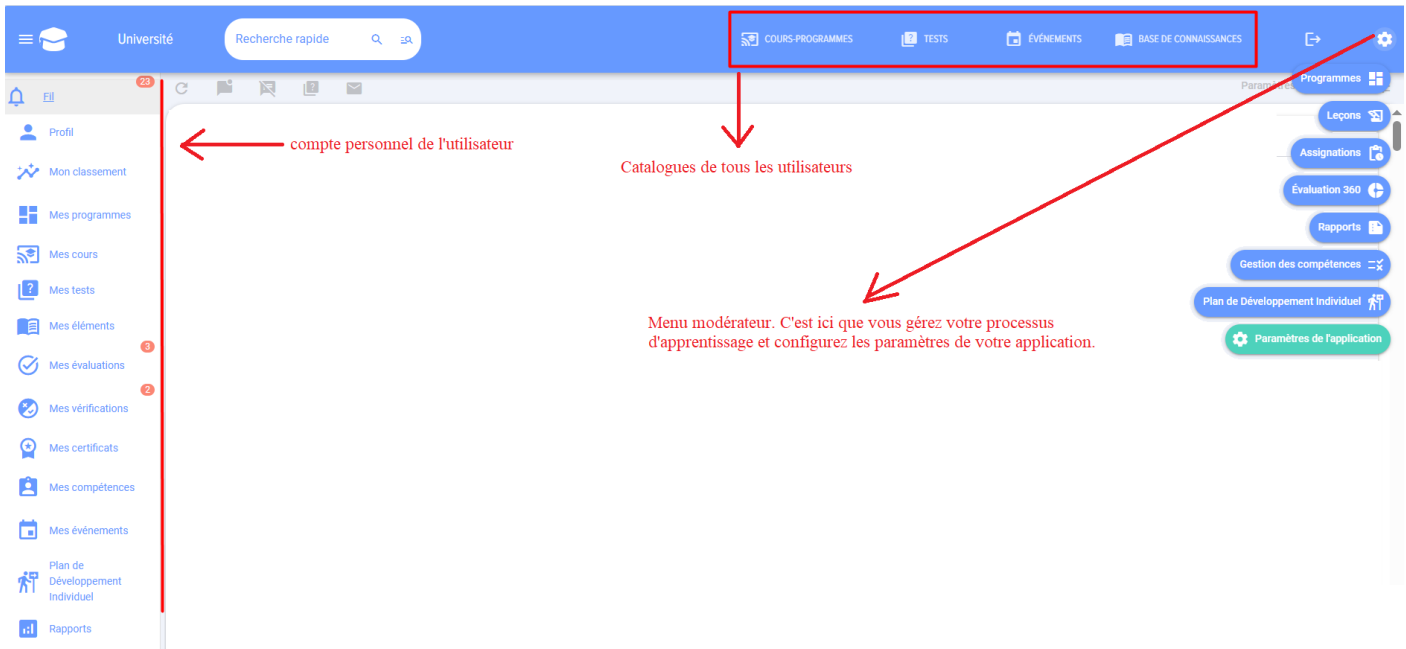 Université
Recherche rapide
COURS-PROGRAMMES
TESTS
ÉVÉNEMENTS
BASE DE CONNAISSANCES
23
Fil
Profil
Mon classement
Mes programmes
Mes cours
Mes tests
Mes éléments
3
Mes évaluations
2
Mes vérifications
Mes certificats
Mes compétences
Mes événements
Plan de
Développement
Individuel
Rapports
compte personnel de l'utilisateur
Catalogues de tous les utilisateurs
Menu modérateur. C'est ici que vous gérez votre processus
d'apprentissage et configurez les paramètres de votre application.
Programmes
Leçons
Assignations
Évaluation 360
Rapports
Gestion des compétences
Plan de Développement Individuel
Paramètres de l'application